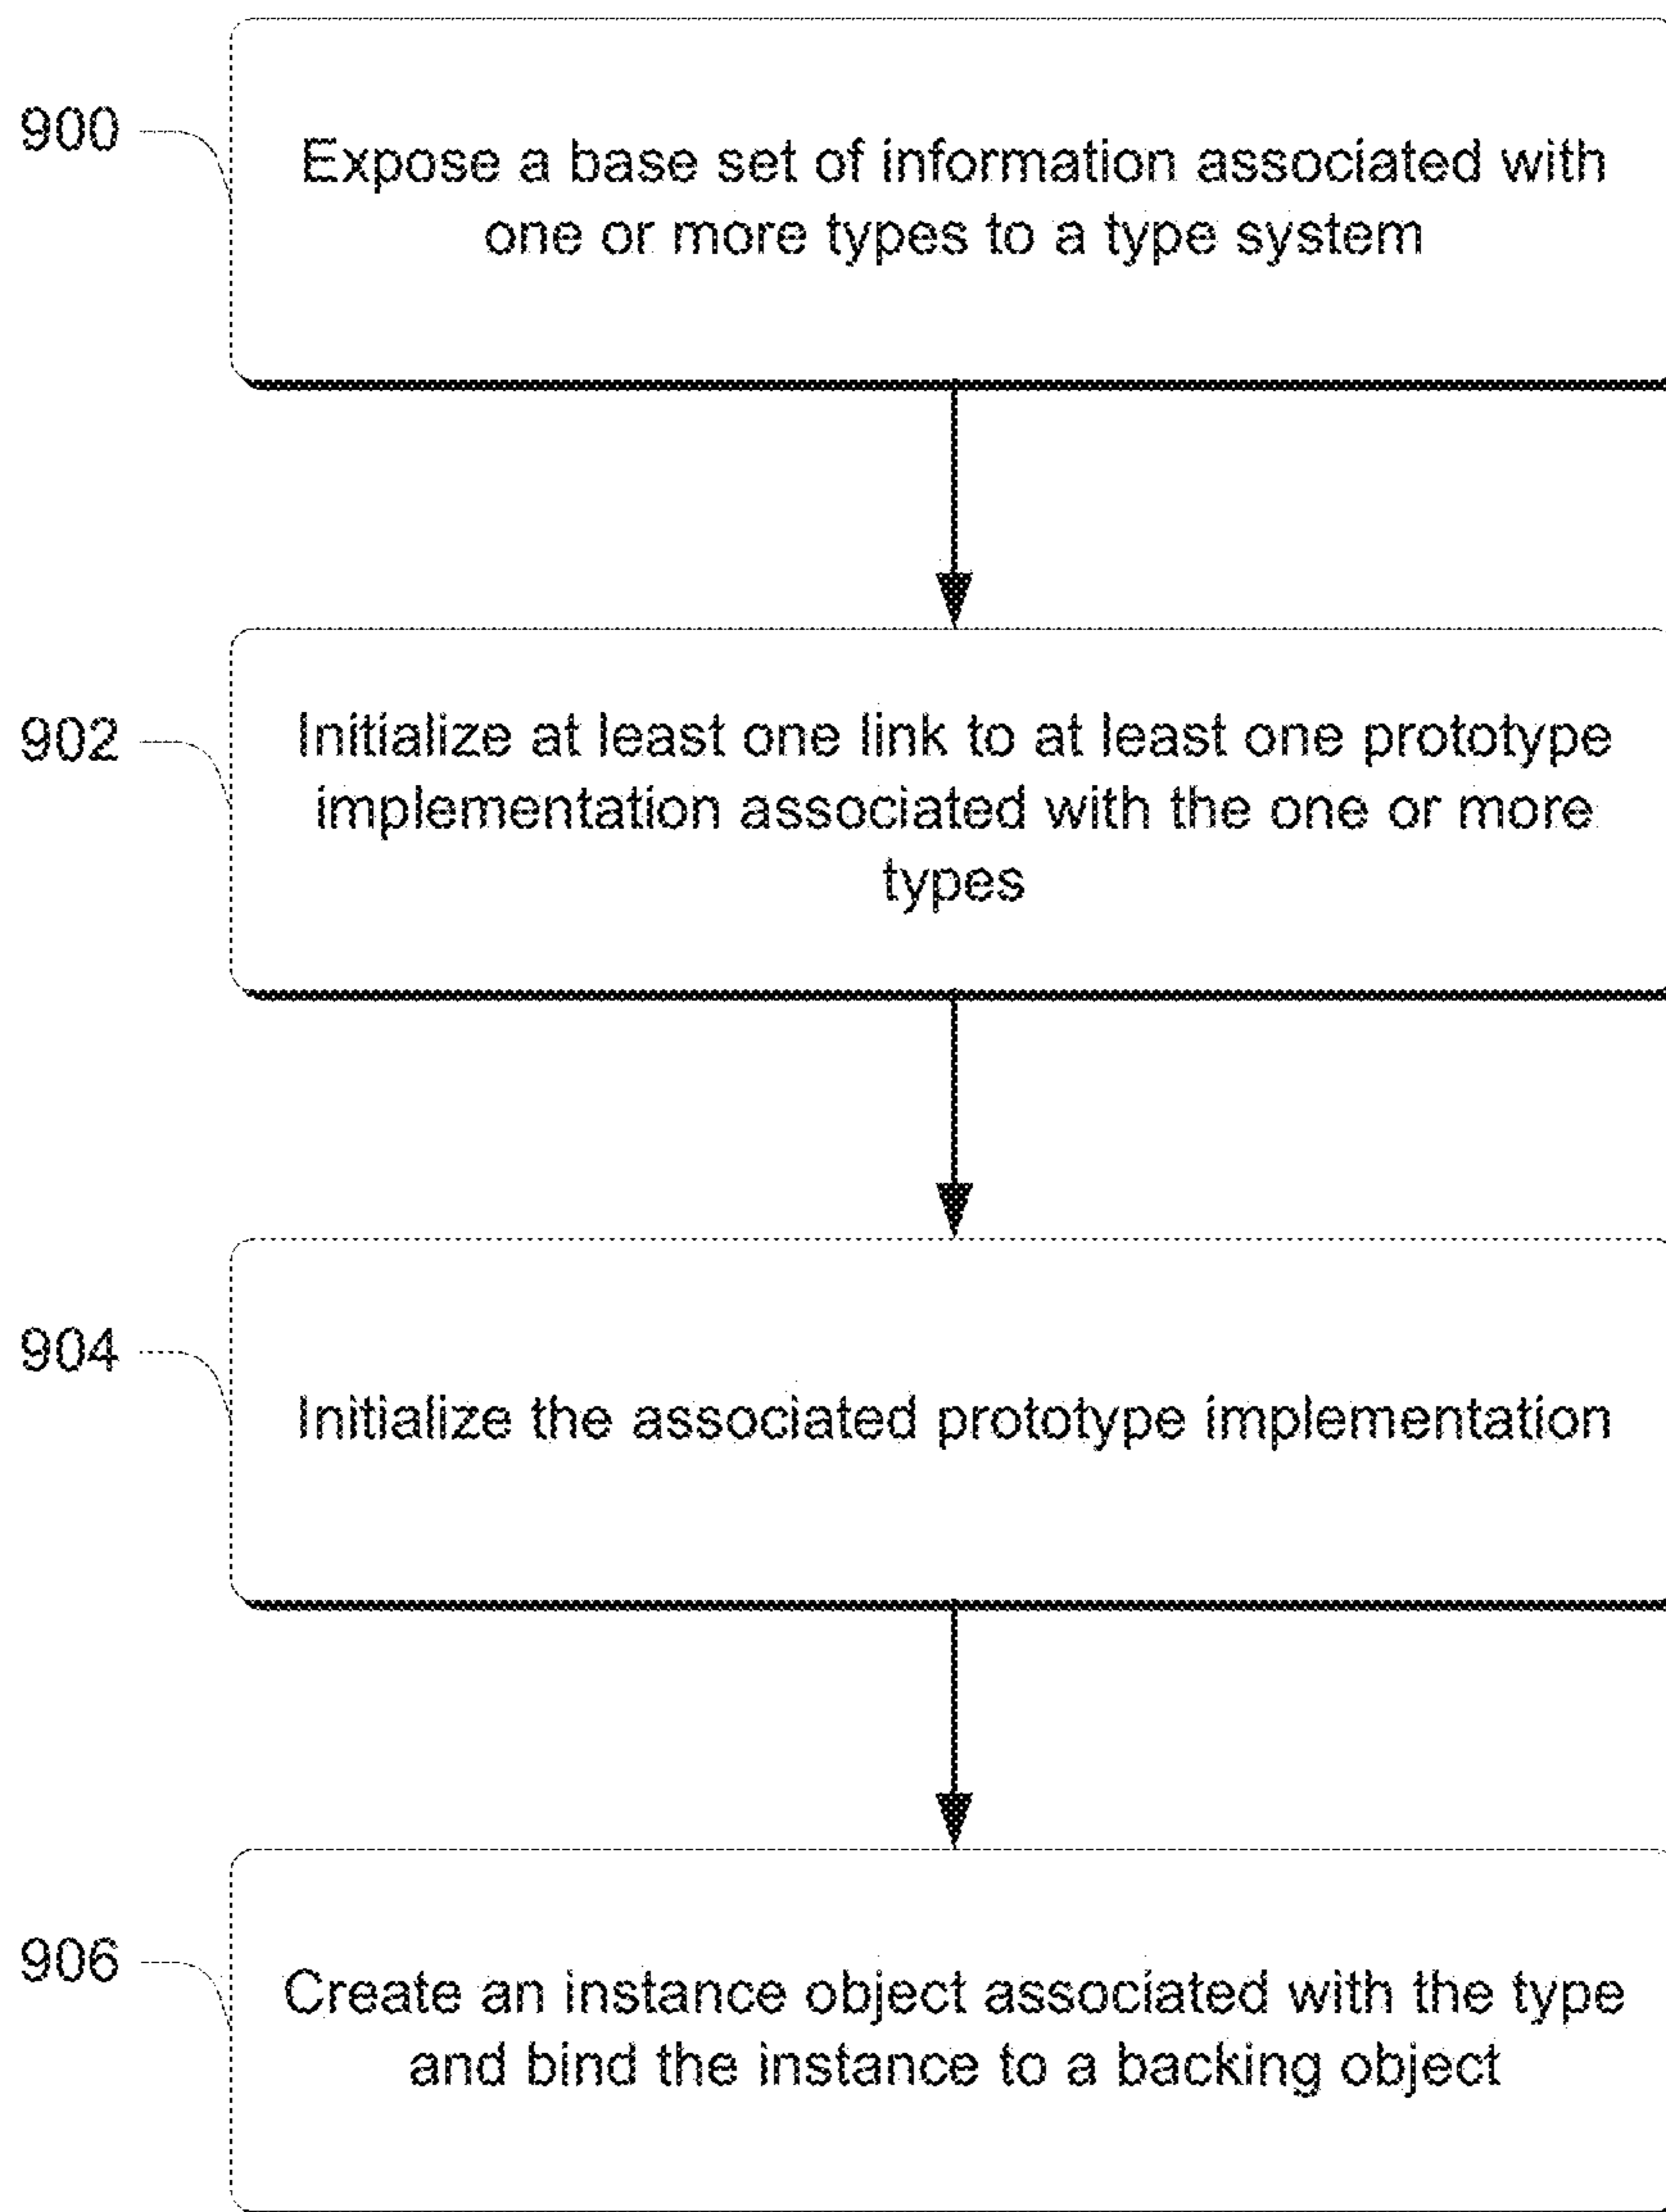 900
Expose a base set of information associated with
one or more types to a type system
902
Initialize at least one link to at least one prototype
implementation associated with the one or more
types
904
Initialize the associated prototype implementation
906
Create an instance object associated with the type
and bind the instance to a backing object